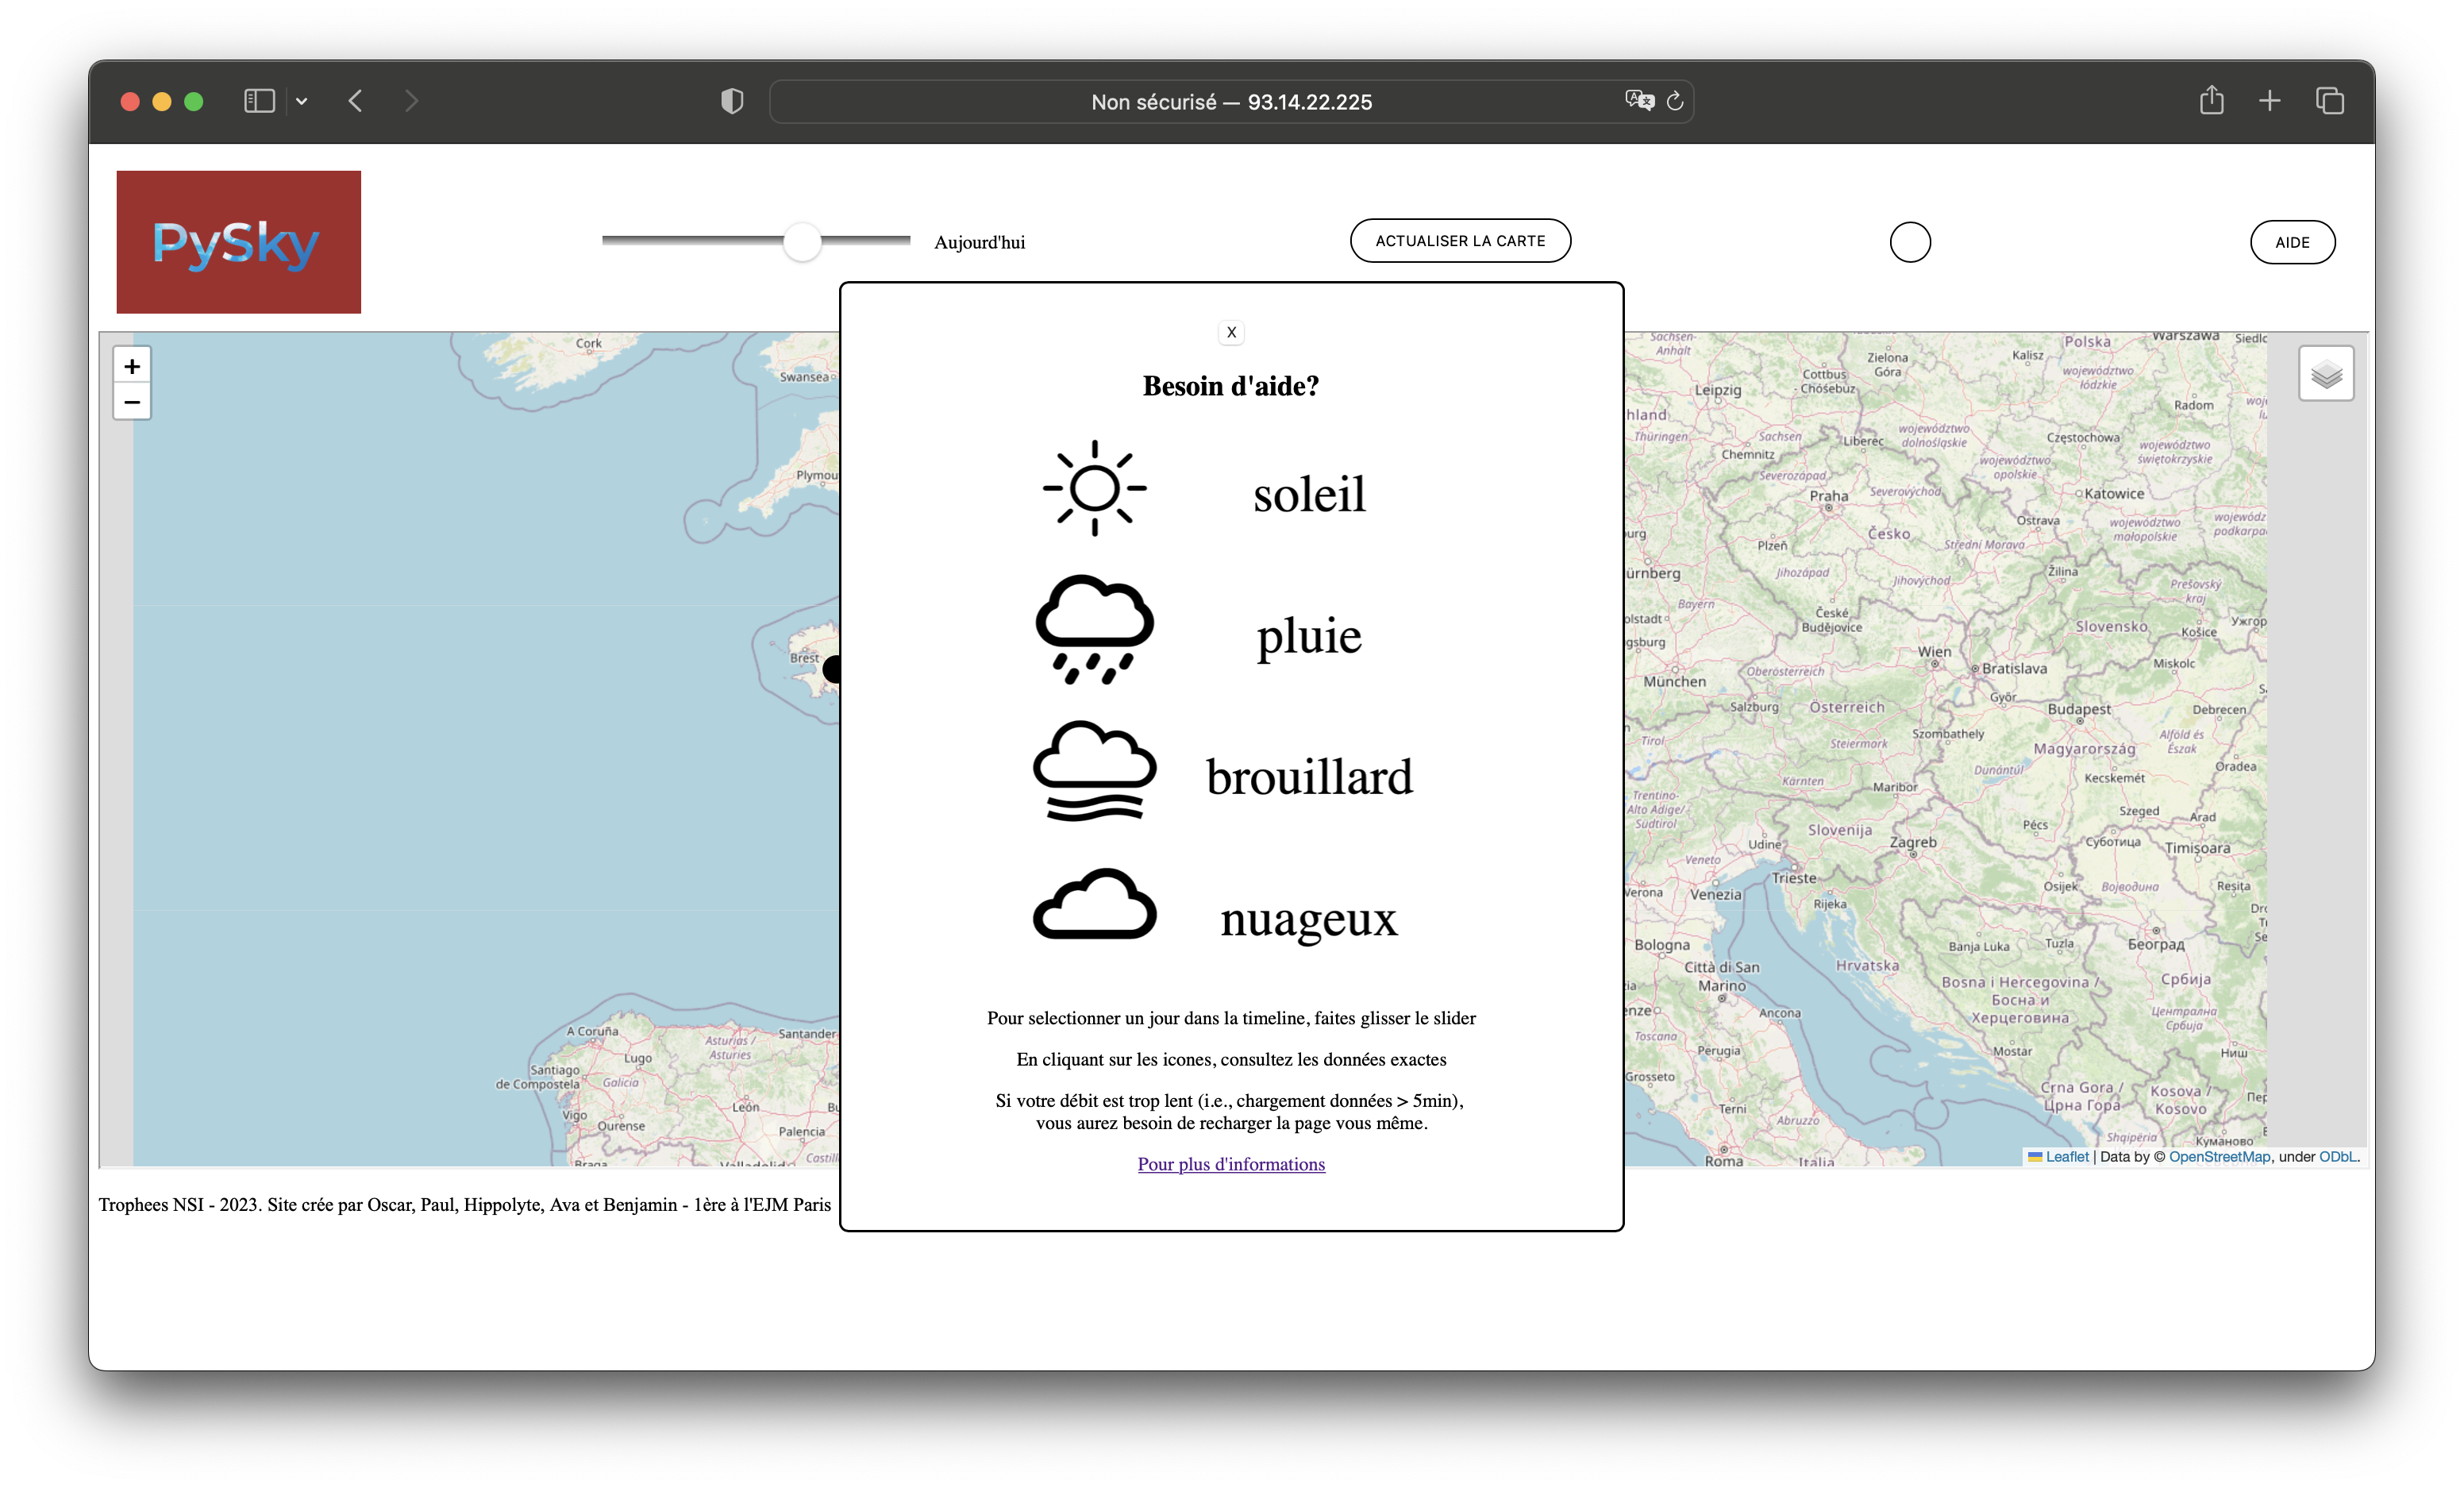 Non sécurisé — 93.14.22.225
PySky
Aujourd'hui
ACTUALISER LA CARTE
AIDE
X
Besoin d'aide?
soleil
pluie
brouillard
nuageux
Pour selectionner un jour dans la timeline, faites glisser le slider
En cliquant sur les icones, consultez les données exactes
Si votre débit est trop lent (i.e., chargement données > 5min),
vous aurez besoin de recharger la page vous même.
Pour plus d'informations
+
−
Cork
Swansea
Plymou
Brest
A Coruña
Lugo
Asturias /
Asturies
Santander
Santiago
de Compostela
Galicia
León
Bu
Vigo
Ourense
Palencia
Castill
Braga
Valladolid
Sachsen-
Anhalt
Leipzig
Cottbus
- Chóśebuz
Zielona
Góra
Kalisz
Polska
Warszawa
Siedlc
województwo
łódzkie
Radom
hland
Thüringen
Sachsen
Chemnitz
Liberec
województwo
dolnośląskie
Częstochowa
województwo
świętokrzyskie
województwo
opolskie
Severozápad
Praha
Severovýchod
Katowice
Ostrava
województwo
małopolskie
województ
podkarpa
urg
Plzeň
Česko
Střední Morava
ürnberg
Jihozápad
Jihovýchod
Žilina
Prešovský
kraj
Bayern
olstadt
České
Budějovice
Slovensko
Košice
Ужгор
gsburg
Wien
Bratislava
Miskolc
München
Oberösterreich
Győr
Salzburg
Österreich
Budapest
Debrecen
Tirol
Steiermark
Szombathely
Magyarország
Alföld és
Észak
Dunántúl
Oradea
Kärnten
Maribor
Kecskemét
Trentino-
Alto Adige/
Südtirol
Szeged
Arad
Slovenija
Pécs
Udine
Zagreb
Суботица
Timișoara
Veneto
Trieste
Verona
Venezia
Rijeka
Osijek
Војводина
Reșița
Bologna
Banja Luka
Tuzla
Београд
Città di San
Marino
Hrvatska
Bosna i Hercegovina /
Босна и
Херцеговина
Србија
enze
Ancona
Централна
Србија
Toscana
Perugia
Mostar
Ниш
Grosseto
Crna Gora /
Црна Гора
Kosova /
Kosovo
Пер
Terni
Abruzzo
Shqipëria
Куманово
Roma
Italia
Leaflet | Data by © OpenStreetMap, under ODbL.
Trophees NSI - 2023. Site crée par Oscar, Paul, Hippolyte, Ava et Benjamin - 1ère à l'EJM Paris